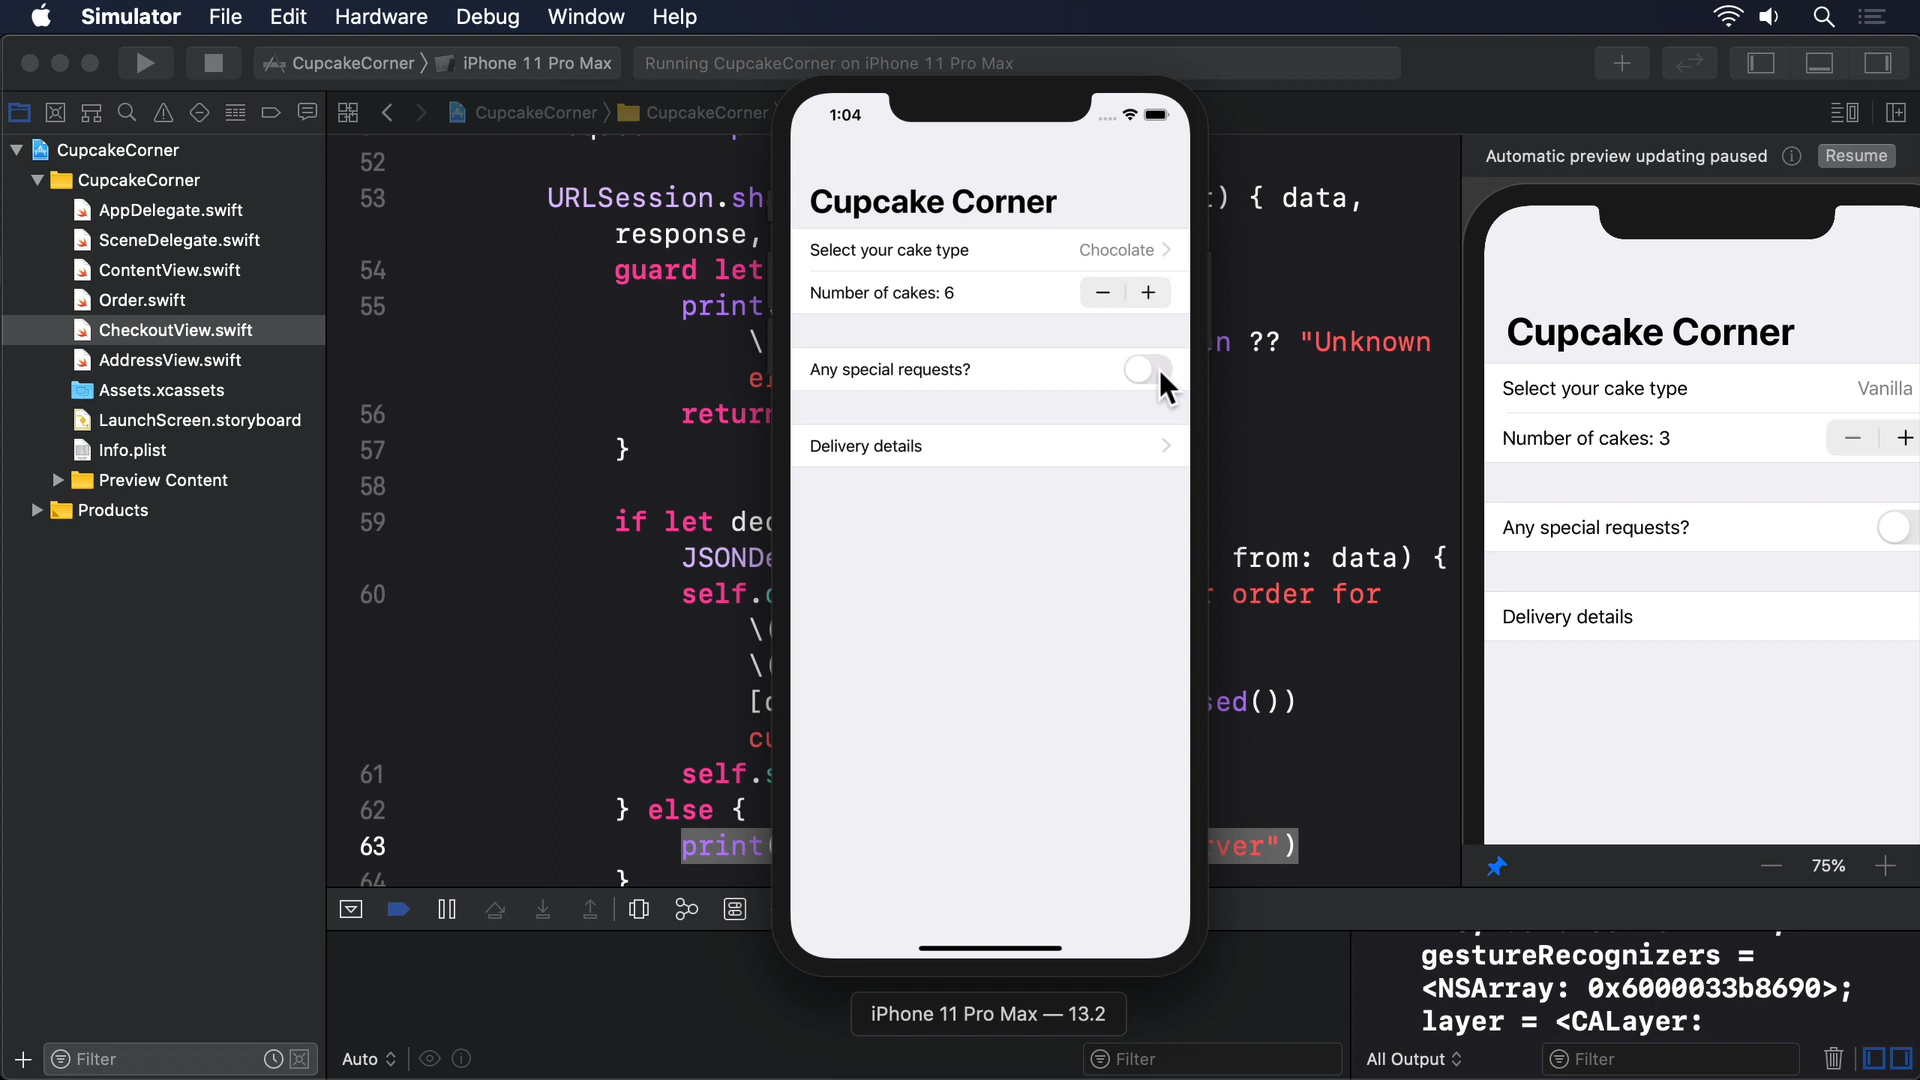 Simulator File Edit Hardware Debug Window Help
CupcakeCorner iPhone 11 Pro Max
Running CupcakeCorner on iPhone 11 Pro Max
CupcakeCorner CupcakeCorner
CupcakeCorner
CupcakeCorner
AppDelegate.swift
SceneDelegate.swift
ContentView.swift
Order.swift
CheckoutView.swift
AddressView.swift
Assets.xcassets
LaunchScreen.storyboard
Info.plist
Preview Content
Products
Filter
52
53 URLSession.sh ) { data,
response,
54 guard let
55 print
\ n ?? "Unknown
56 return
57 }
58
59 if let dec
JSONDe from: data) {
60 self. order for
\(
\(
[ sed())
cu
61 self.s
62 } else {
63 print( ver")
64 }
1:04
Cupcake Corner
Select your cake type Chocolate
Number of cakes: 6 − +
Any special requests?
Delivery details
iPhone 11 Pro Max — 13.2
Automatic preview updating paused Resume
Cupcake Corner
Select your cake type Vanilla
Number of cakes: 3 − +
Any special requests?
Delivery details
75%
gestureRecognizers =
<NSArray: 0x6000033b8690>;
layer = <CALayer:
Auto
Filter
All Output
Filter